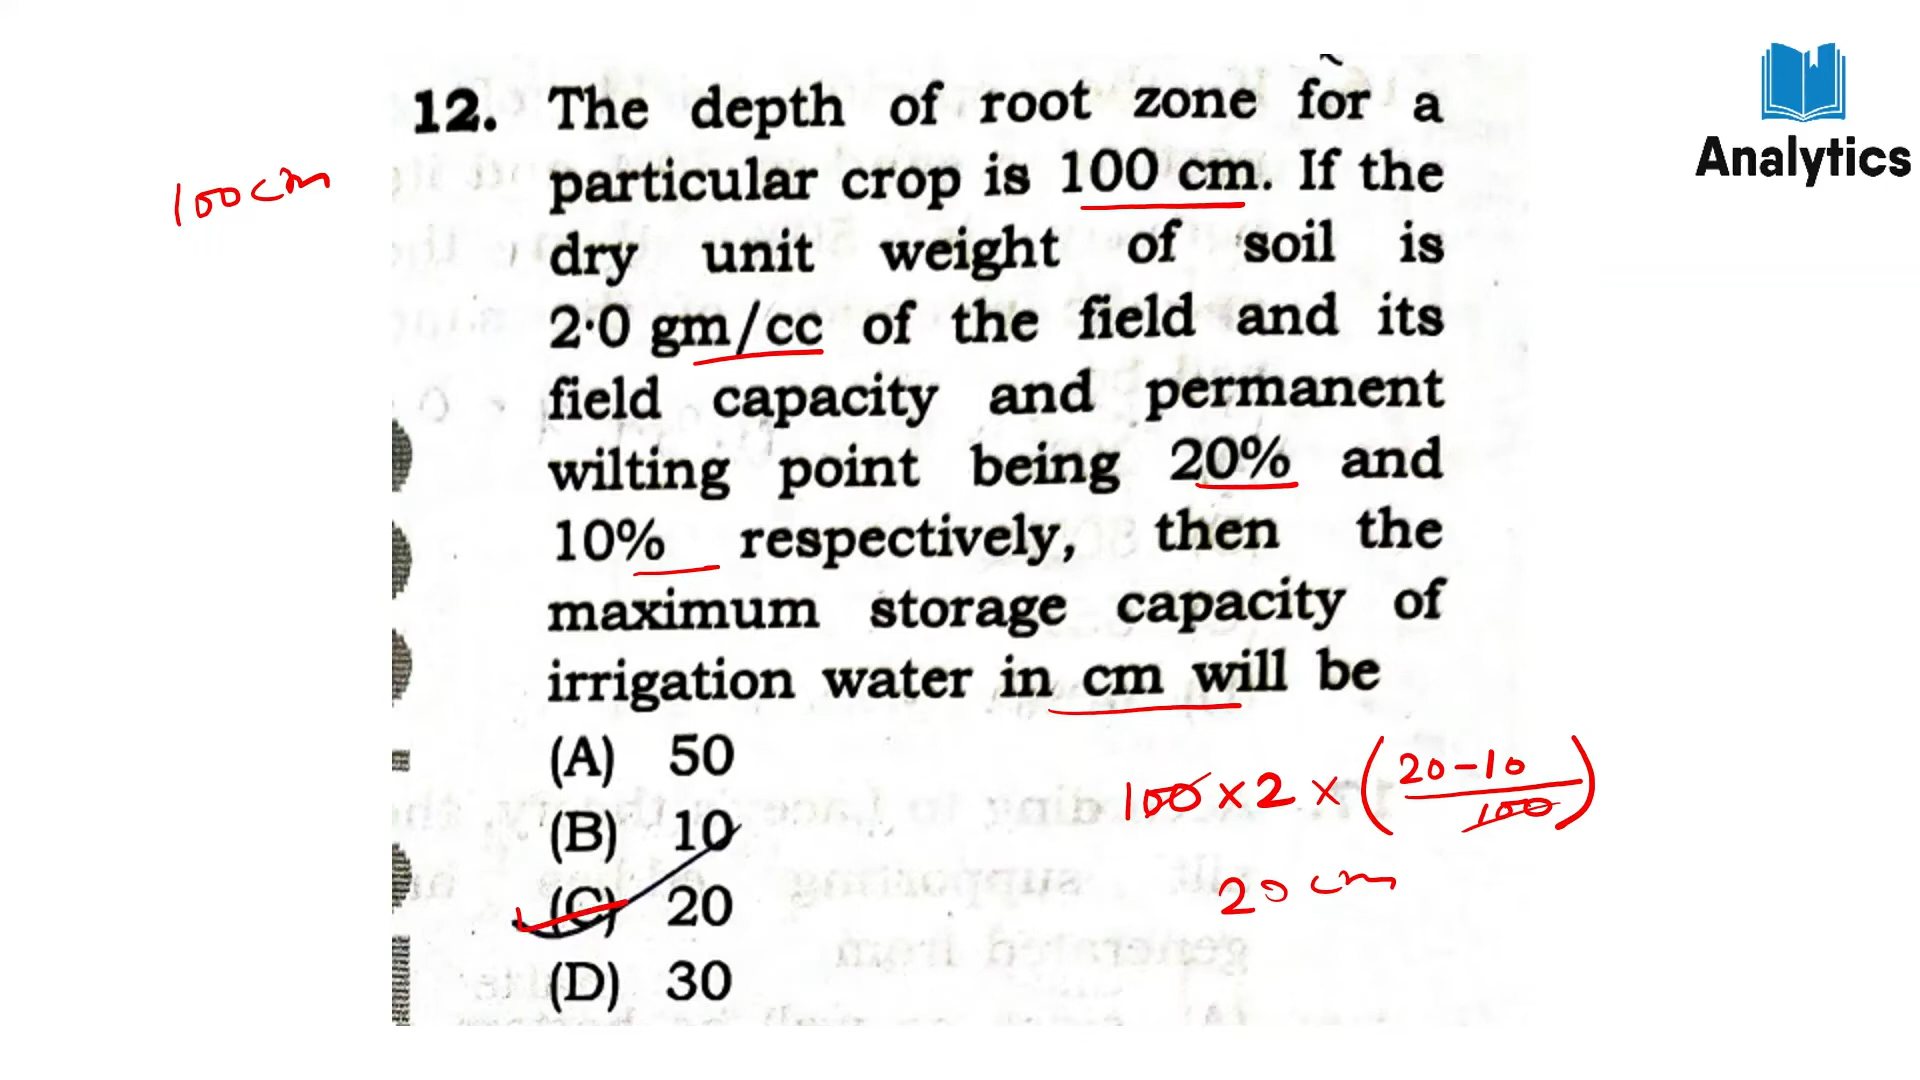 Analytics
12. The depth of root zone for a
particular crop is 100 cm. If the
dry unit weight of soil is
2·0 gm/cc of the field and its
field capacity and permanent
wilting point being 20% and
10% respectively, then the
maximum storage capacity of
irrigation water in cm will be
(A) 50
(B) 10
(C) 20
(D) 30
100cm
100 × 2 × (20-10/100)
20 cm